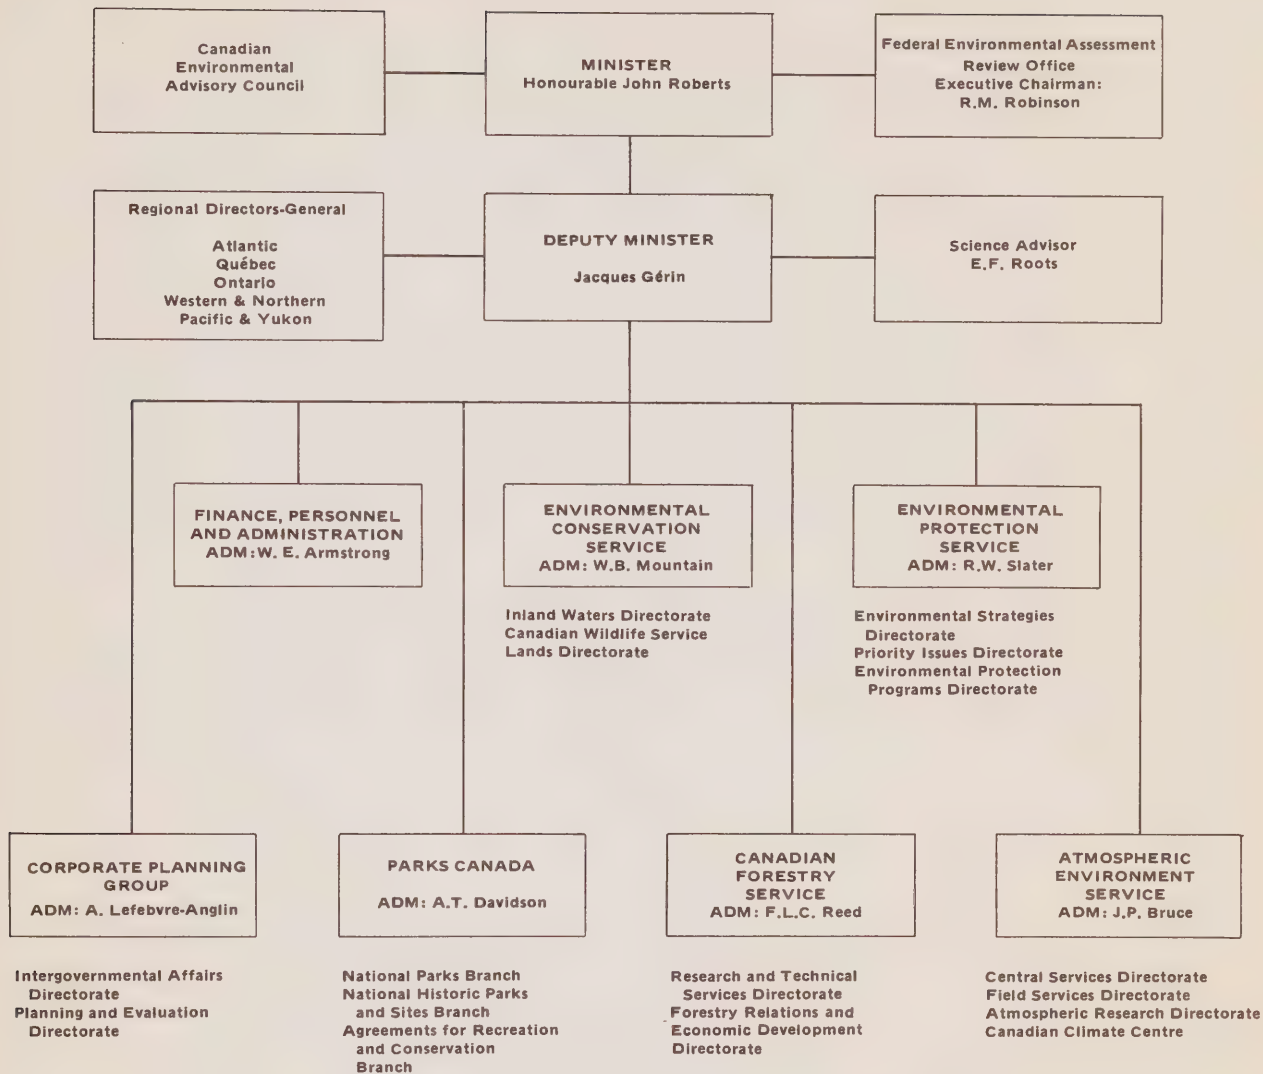 Canadian
Environmental
Advisory Council
MINISTER
Honourable John Roberts
Federal Environmental Assessment
Review Office
Executive Chairman:
R.M. Robinson
Regional Directors-General
Atlantic
Québec
Ontario
Western & Northern
Pacific & Yukon
DEPUTY MINISTER
Jacques Gérin
Science Advisor
E.F. Roots
FINANCE, PERSONNEL
AND ADMINISTRATION
ADM: W. E. Armstrong
ENVIRONMENTAL
CONSERVATION
SERVICE
ADM: W.B. Mountain
Inland Waters Directorate
Canadian Wildlife Service
Lands Directorate
ENVIRONMENTAL
PROTECTION
SERVICE
ADM: R.W. Slater
Environmental Strategies
Directorate
Priority Issues Directorate
Environmental Protection
Programs Directorate
CORPORATE PLANNING
GROUP
ADM: A. Lefebvre-Anglin
Intergovernmental Affairs
Directorate
Planning and Evaluation
Directorate
PARKS CANADA
ADM: A.T. Davidson
National Parks Branch
National Historic Parks
and Sites Branch
Agreements for Recreation
and Conservation
Branch
CANADIAN
FORESTRY
SERVICE
ADM: F.L.C. Reed
Research and Technical
Services Directorate
Forestry Relations and
Economic Development
Directorate
ATMOSPHERIC
ENVIRONMENT
SERVICE
ADM: J.P. Bruce
Central Services Directorate
Field Services Directorate
Atmospheric Research Directorate
Canadian Climate Centre